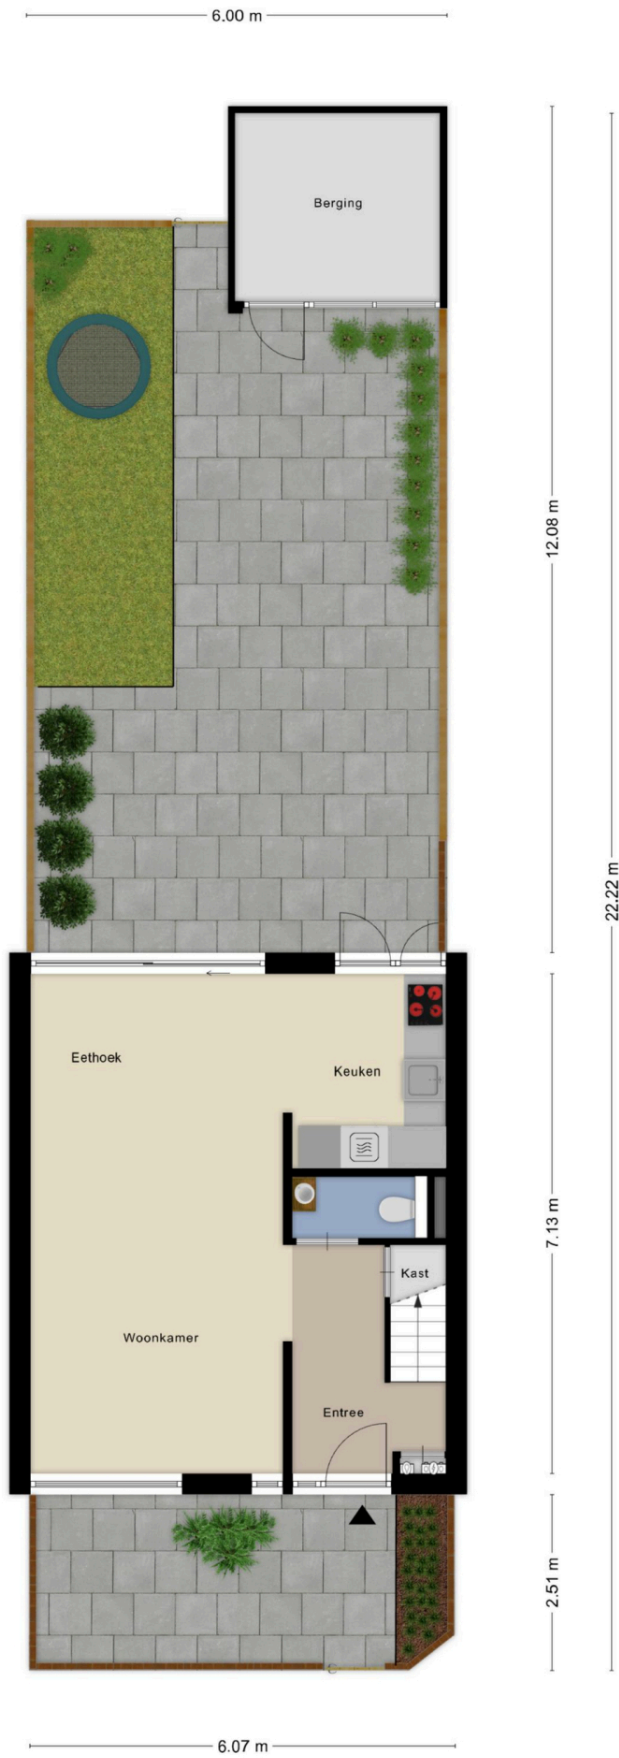 6.00 m
Berging
12.08 m
22.22 m
Eethoek
Keuken
7.13 m
Kast
Woonkamer
Entree
2.51 m
6.07 m